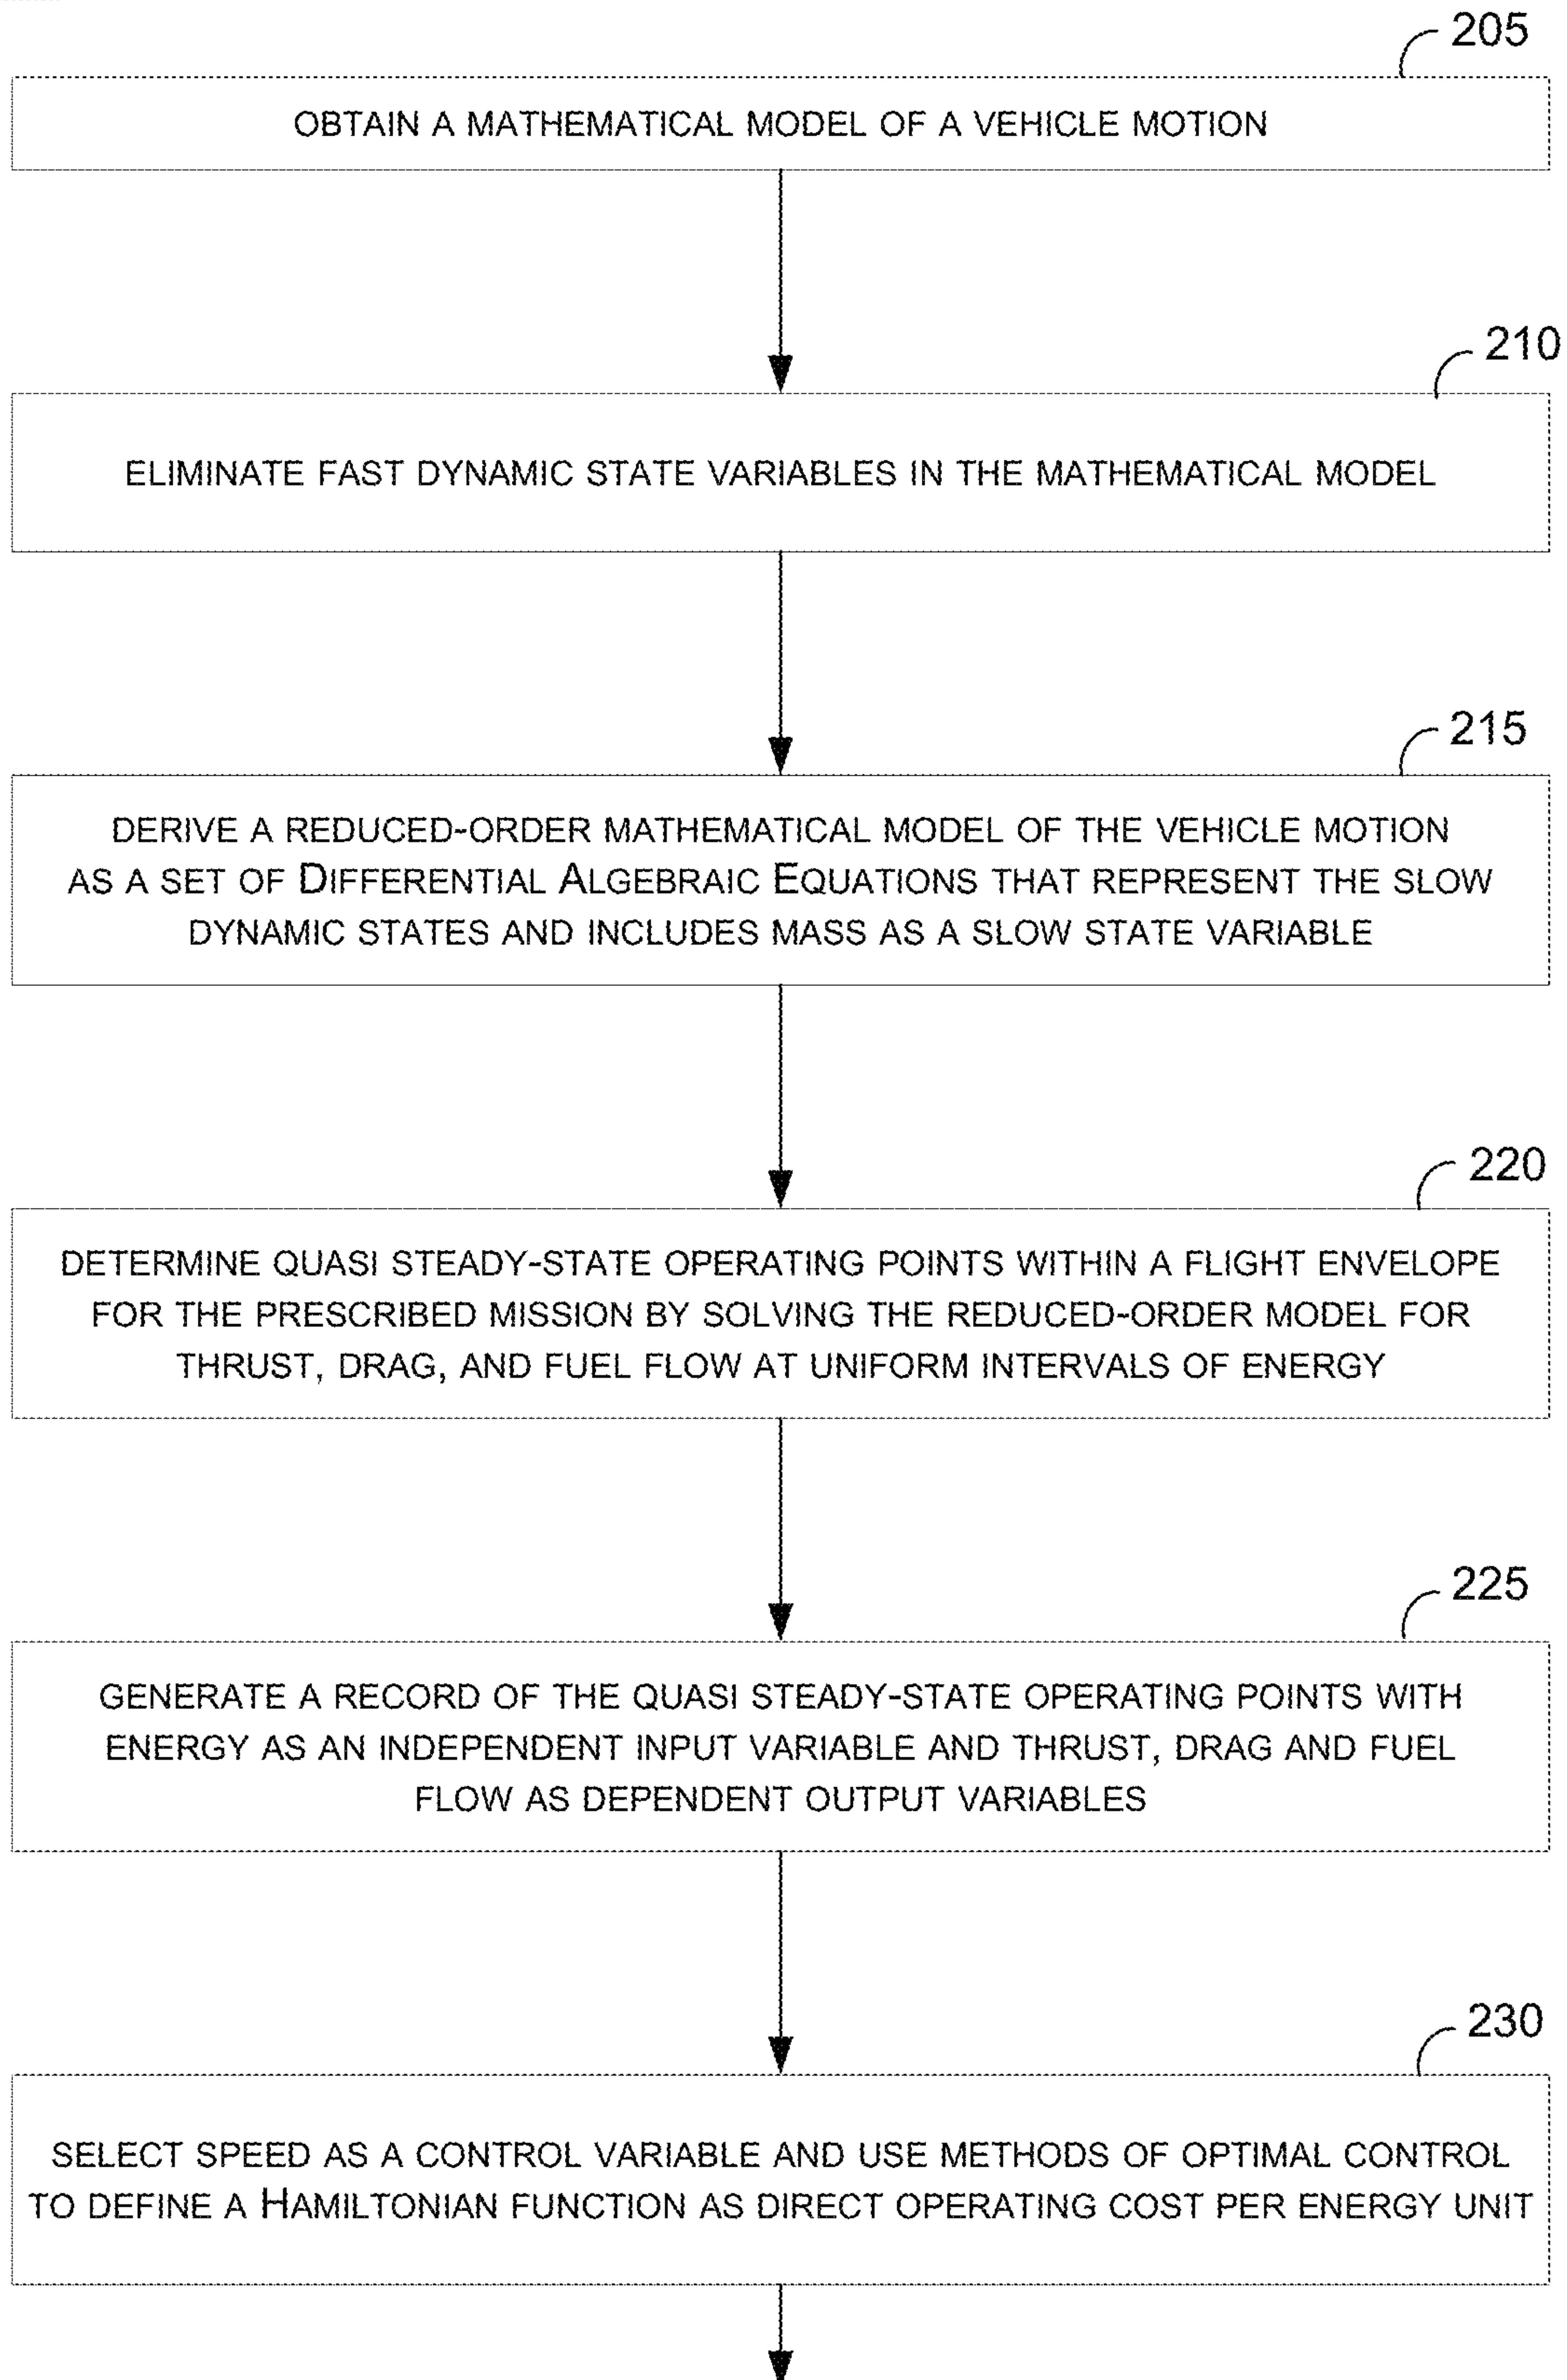 205
OBTAIN A MATHEMATICAL MODEL OF A VEHICLE MOTION
210
ELIMINATE FAST DYNAMIC STATE VARIABLES IN THE MATHEMATICAL MODEL
215
DERIVE A REDUCED-ORDER MATHEMATICAL MODEL OF THE VEHICLE MOTION
AS A SET OF DIFFERENTIAL ALGEBRAIC EQUATIONS THAT REPRESENT THE SLOW
DYNAMIC STATES AND INCLUDES MASS AS A SLOW STATE VARIABLE
220
DETERMINE QUASI STEADY-STATE OPERATING POINTS WITHIN A FLIGHT ENVELOPE
FOR THE PRESCRIBED MISSION BY SOLVING THE REDUCED-ORDER MODEL FOR
THRUST, DRAG, AND FUEL FLOW AT UNIFORM INTERVALS OF ENERGY
225
GENERATE A RECORD OF THE QUASI STEADY-STATE OPERATING POINTS WITH
ENERGY AS AN INDEPENDENT INPUT VARIABLE AND THRUST, DRAG AND FUEL
FLOW AS DEPENDENT OUTPUT VARIABLES
230
SELECT SPEED AS A CONTROL VARIABLE AND USE METHODS OF OPTIMAL CONTROL
TO DEFINE A HAMILTONIAN FUNCTION AS DIRECT OPERATING COST PER ENERGY UNIT